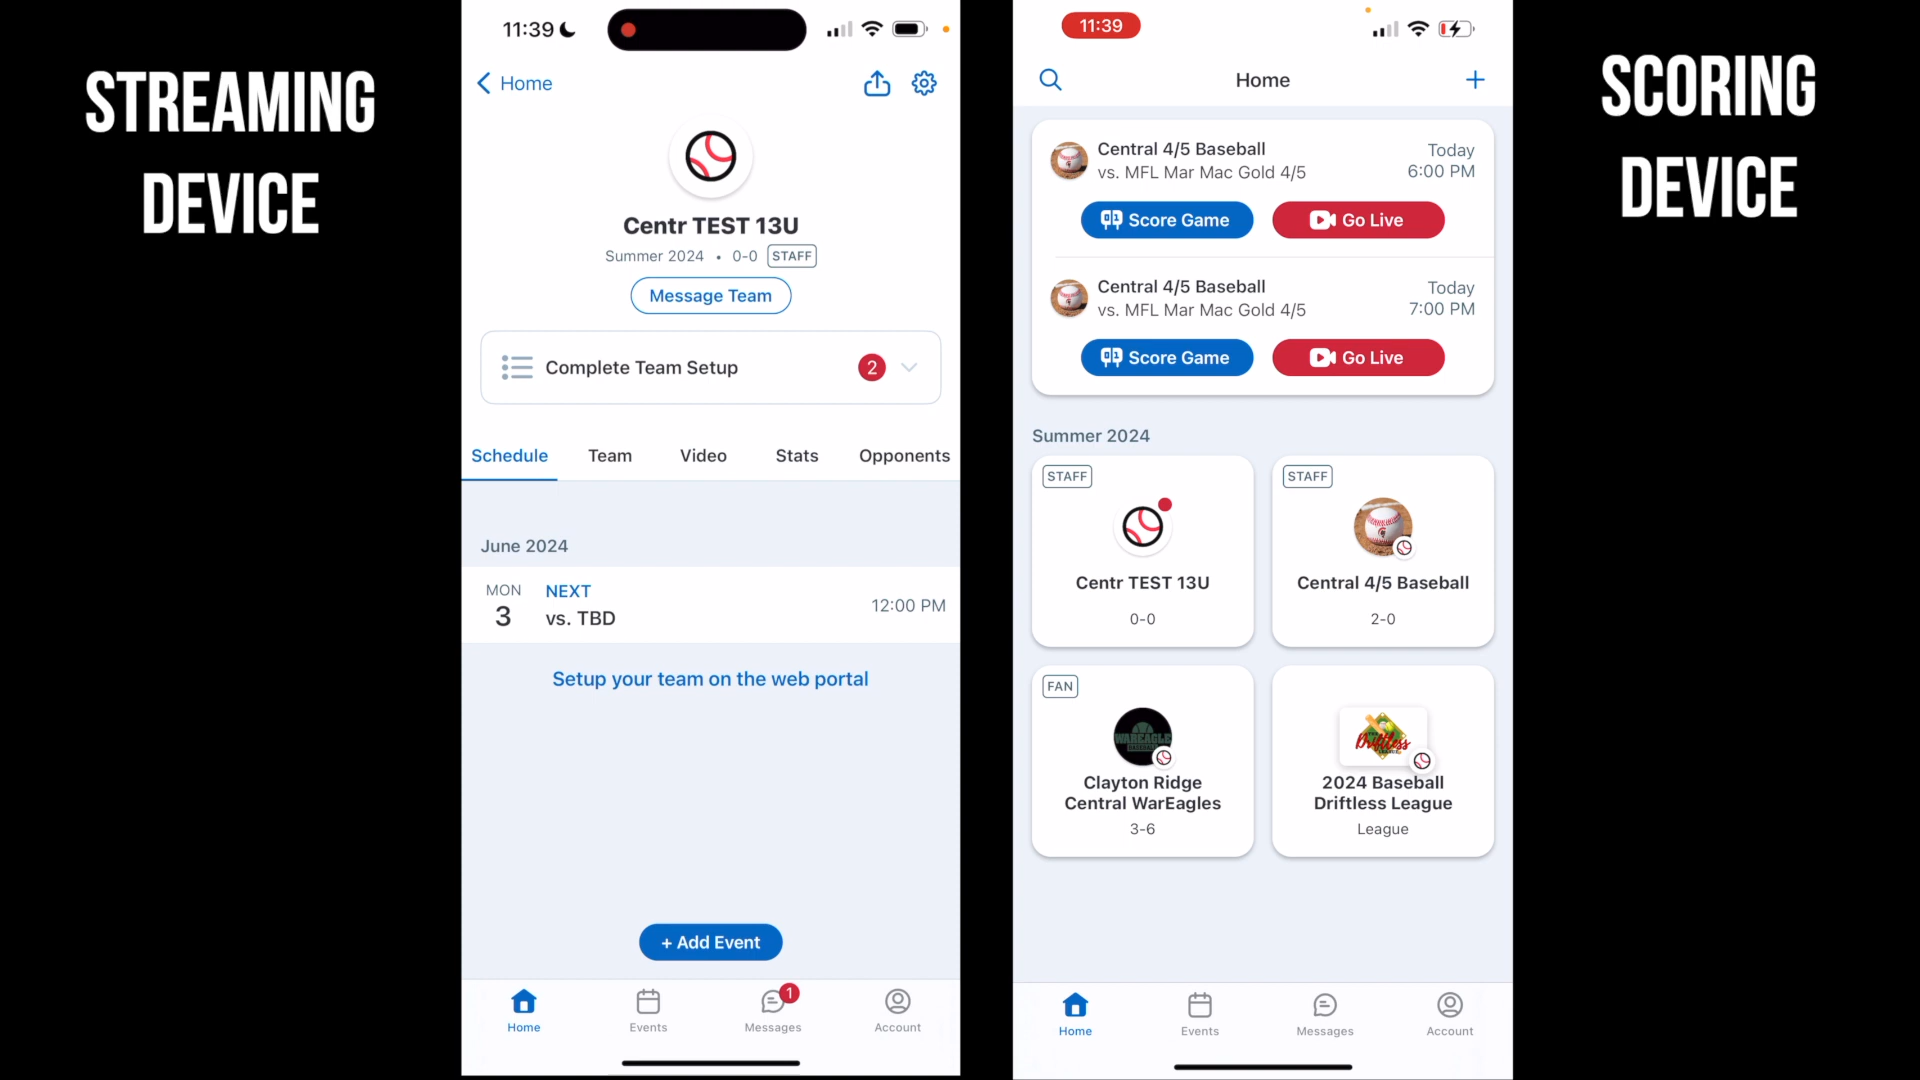 STREAMING
DEVICE
11:39
Home
Centr TEST 13U
Summer 2024 • 0-0 STAFF
Message Team
Complete Team Setup 2
Schedule Team Video Stats Opponents
June 2024
MON
3
NEXT
vs. TBD
12:00 PM
Setup your team on the web portal
+ Add Event
1
Home Events Messages Account
11:39
Home
Central 4/5 Baseball
vs. MFL Mar Mac Gold 4/5
Today
6:00 PM
Score Game Go Live
Central 4/5 Baseball
vs. MFL Mar Mac Gold 4/5
Today
7:00 PM
Score Game Go Live
Summer 2024
STAFF
Centr TEST 13U
0-0
STAFF
Central 4/5 Baseball
2-0
FAN
WAREAGLE
Clayton Ridge
Central WarEagles
3-6
Driftless
2024 Baseball
Driftless League
League
Home Events Messages Account
SCORING
DEVICE